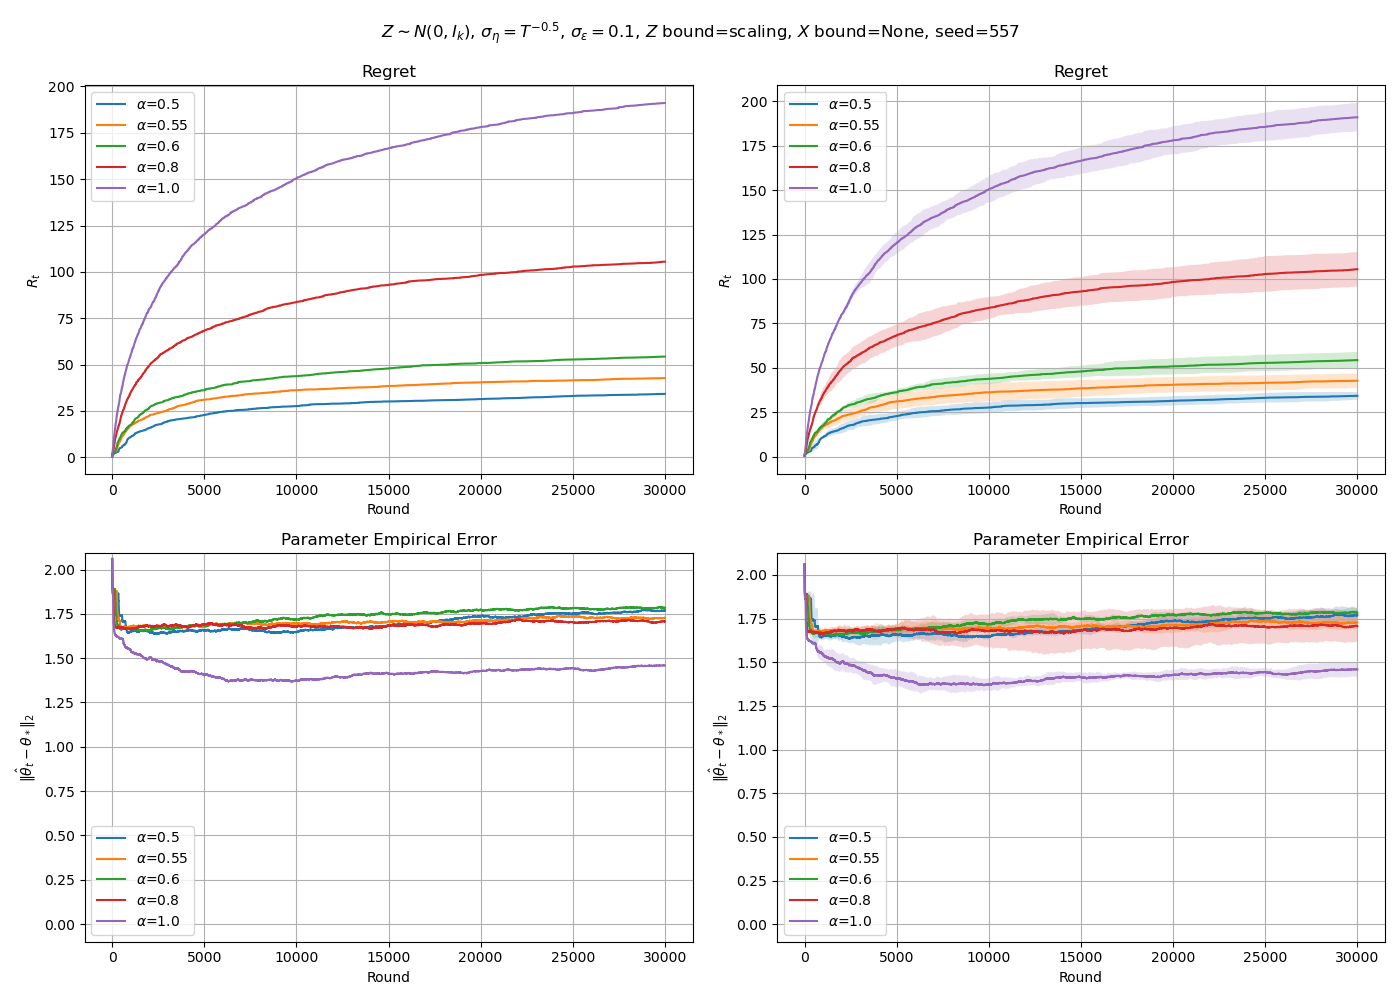 Z ∼ N(0, I_k), σ_η = T^{−0.5}, σ_ε = 0.1, Z bound=scaling, X bound=None, seed=557
Regret
R_t
200
175
150
125
100
75
50
25
0
α=0.5
α=0.55
α=0.6
α=0.8
α=1.0
0 5000 10000 15000 20000 25000 30000
Round
Regret
R_t
200
175
150
125
100
75
50
25
0
α=0.5
α=0.55
α=0.6
α=0.8
α=1.0
0 5000 10000 15000 20000 25000 30000
Round
Parameter Empirical Error
‖θ̂_t − θ_*‖_2
2.00
1.75
1.50
1.25
1.00
0.75
0.50
0.25
0.00
α=0.5
α=0.55
α=0.6
α=0.8
α=1.0
0 5000 10000 15000 20000 25000 30000
Round
Parameter Empirical Error
‖θ̂_t − θ_*‖_2
2.00
1.75
1.50
1.25
1.00
0.75
0.50
0.25
0.00
α=0.5
α=0.55
α=0.6
α=0.8
α=1.0
0 5000 10000 15000 20000 25000 30000
Round